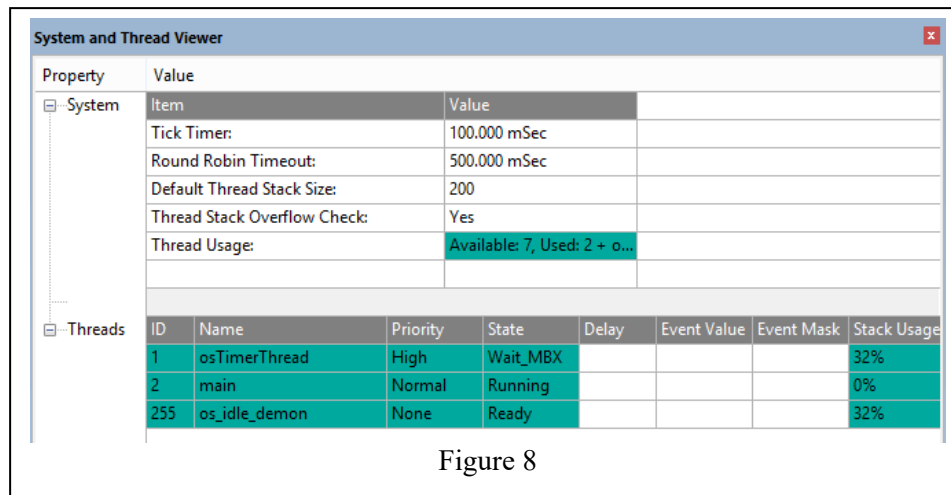 System and Thread Viewer
Property Value
System Item Value
Tick Timer: 100.000 mSec
Round Robin Timeout: 500.000 mSec
Default Thread Stack Size: 200
Thread Stack Overflow Check: Yes
Thread Usage: Available: 7, Used: 2 + o...
Threads ID Name Priority State Delay Event Value Event Mask Stack Usage
1 osTimerThread High Wait_MBX 32%
2 main Normal Running 0%
255 os_idle_demon None Ready 32%
Figure 8